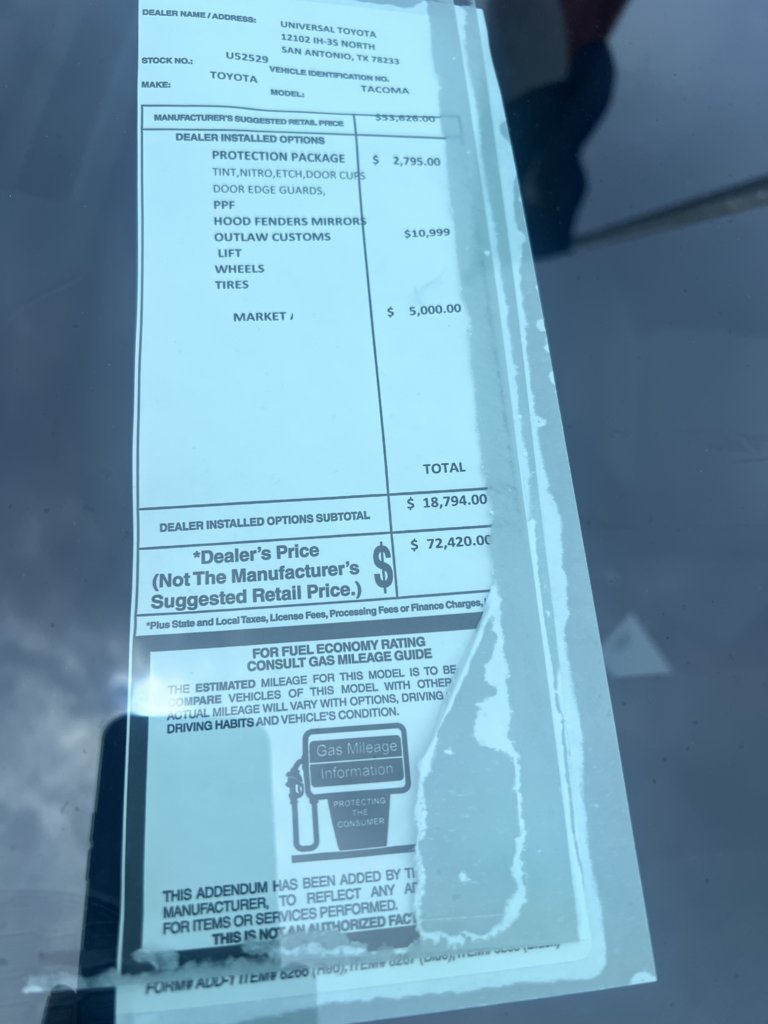 DEALER NAME / ADDRESS: UNIVERSAL TOYOTA
12102 IH-35 NORTH
SAN ANTONIO, TX 78233
STOCK NO.: U52529 VEHICLE IDENTIFICATION NO.
MAKE: TOYOTA MODEL: TACOMA
MANUFACTURER'S SUGGESTED RETAIL PRICE $53,626.00
DEALER INSTALLED OPTIONS
PROTECTION PACKAGE $ 2,795.00
TINT,NITRO,ETCH,DOOR CUPS
DOOR EDGE GUARDS,
PPF
HOOD FENDERS MIRRORS
OUTLAW CUSTOMS $10,999
LIFT
WHEELS
TIRES
MARKET $ 5,000.00
TOTAL
DEALER INSTALLED OPTIONS SUBTOTAL $ 18,794.00
*Dealer's Price
(Not The Manufacturer's
Suggested Retail Price.) $ $ 72,420.00
*Plus State and Local Taxes, License Fees, Processing Fees or Finance Charges,
FOR FUEL ECONOMY RATING
CONSULT GAS MILEAGE GUIDE
THE ESTIMATED MILEAGE FOR THIS MODEL IS TO BE
COMPARE VEHICLES OF THIS MODEL WITH OTHER
ACTUAL MILEAGE WILL VARY WITH OPTIONS, DRIVING
DRIVING HABITS AND VEHICLE'S CONDITION.
Gas Mileage
Information
PROTECTING
THE
CONSUMER
THIS ADDENDUM HAS BEEN ADDED BY
MANUFACTURER, TO REFLECT ANY
FOR ITEMS OR SERVICES PERFORMED.
THIS IS NOT AN AUTHORIZED